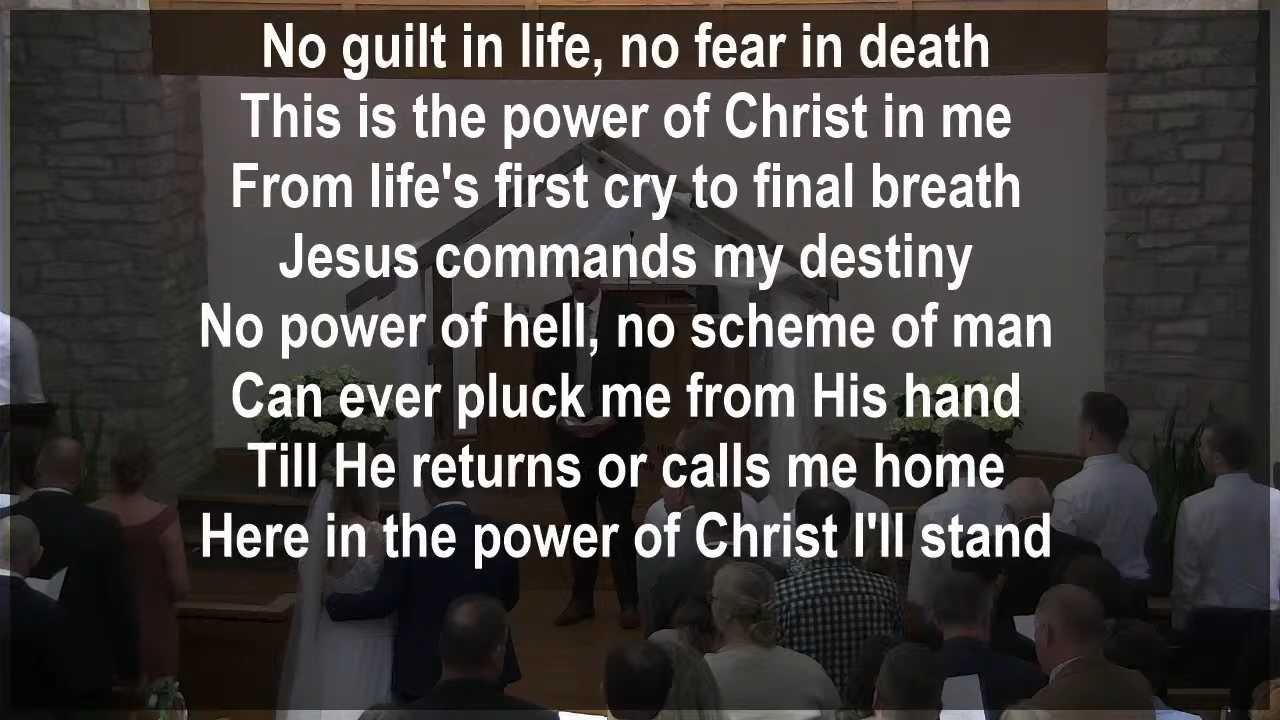 No guilt in life, no fear in death
This is the power of Christ in me
From life's first cry to final breath
Jesus commands my destiny
No power of hell, no scheme of man
Can ever pluck me from His hand
Till He returns or calls me home
Here in the power of Christ I'll stand